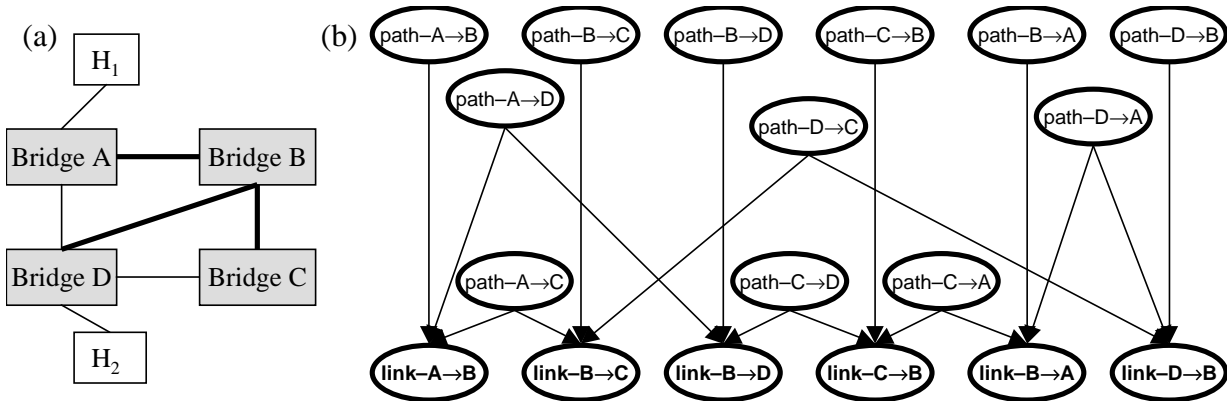 (a)
H1
Bridge A
Bridge B
Bridge D
Bridge C
H2
(b)
path–A→B
path–B→C
path–B→D
path–C→B
path–B→A
path–D→B
path–A→D
path–D→C
path–D→A
path–A→C
path–C→D
path–C→A
link–A→B
link–B→C
link–B→D
link–C→B
link–B→A
link–D→B